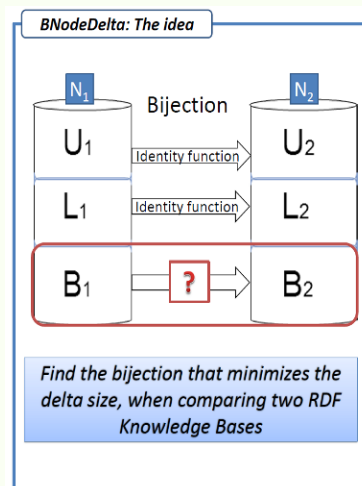 BNodeDelta: The idea
N1 N2
Bijection
U1 Identity function U2
L1 Identity function L2
B1 ? B2
Find the bijection that minimizes the
delta size, when comparing two RDF
Knowledge Bases